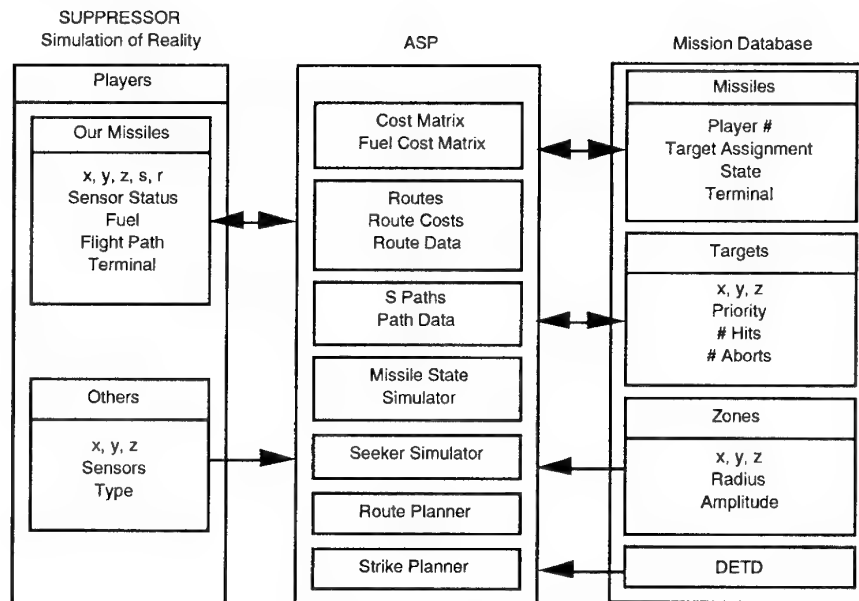 SUPPRESSOR
Simulation of Reality
Players
Our Missiles
x, y, z, s, r
Sensor Status
Fuel
Flight Path
Terminal
Others
x, y, z
Sensors
Type
ASP
Cost Matrix
Fuel Cost Matrix
Routes
Route Costs
Route Data
S Paths
Path Data
Missile State
Simulator
Seeker Simulator
Route Planner
Strike Planner
Mission Database
Missiles
Player #
Target Assignment
State
Terminal
Targets
x, y, z
Priority
# Hits
# Aborts
Zones
x, y, z
Radius
Amplitude
DETD